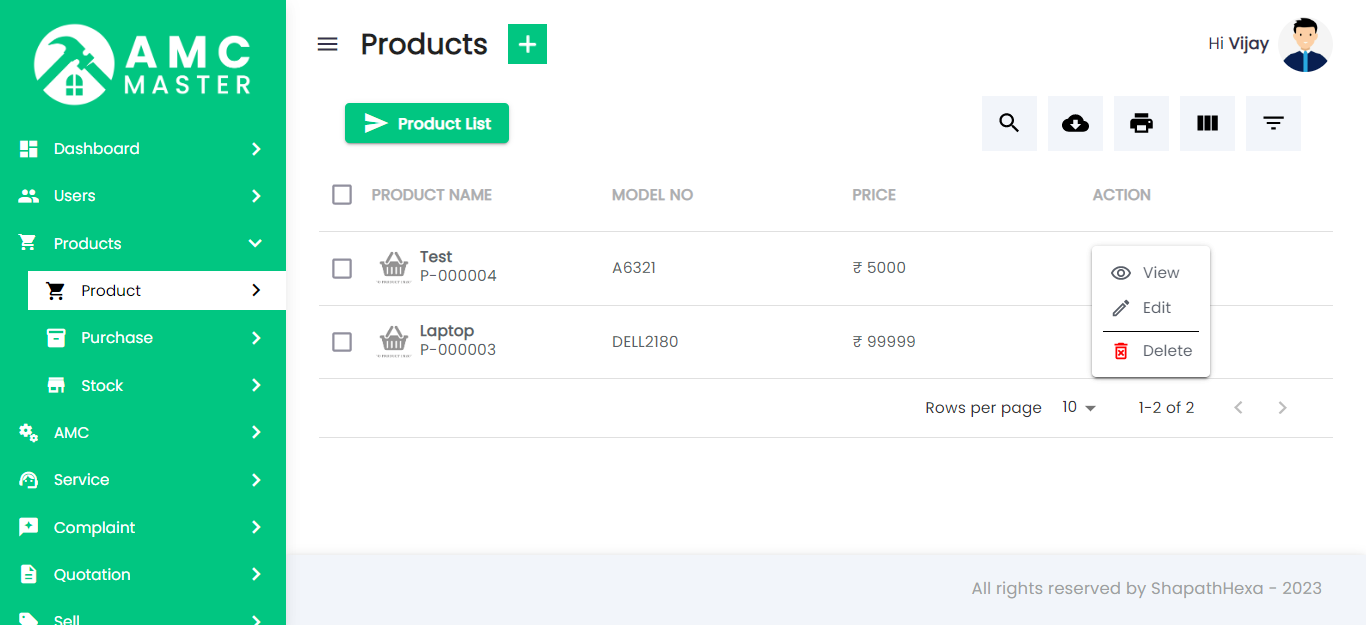 AMC
MASTER
Dashboard
Users
Products
Product
Purchase
Stock
AMC
Service
Complaint
Quotation
Sell
Products +
Hi Vijay
Product List
PRODUCT NAME MODEL NO PRICE ACTION
Test
P-000004
A6321 ₹ 5000
Laptop
P-000003
DELL2180 ₹ 99999
View
Edit
Delete
Rows per page 10 1-2 of 2
All rights reserved by ShapathHexa - 2023